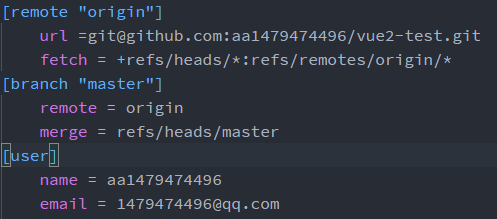 [remote "origin"]
url =git@github.com:aa1479474496/vue2-test.git
fetch = +refs/heads/*:refs/remotes/origin/*
[branch "master"]
remote = origin
merge = refs/heads/master
[user]
name = aa1479474496
email = 1479474496@qq.com